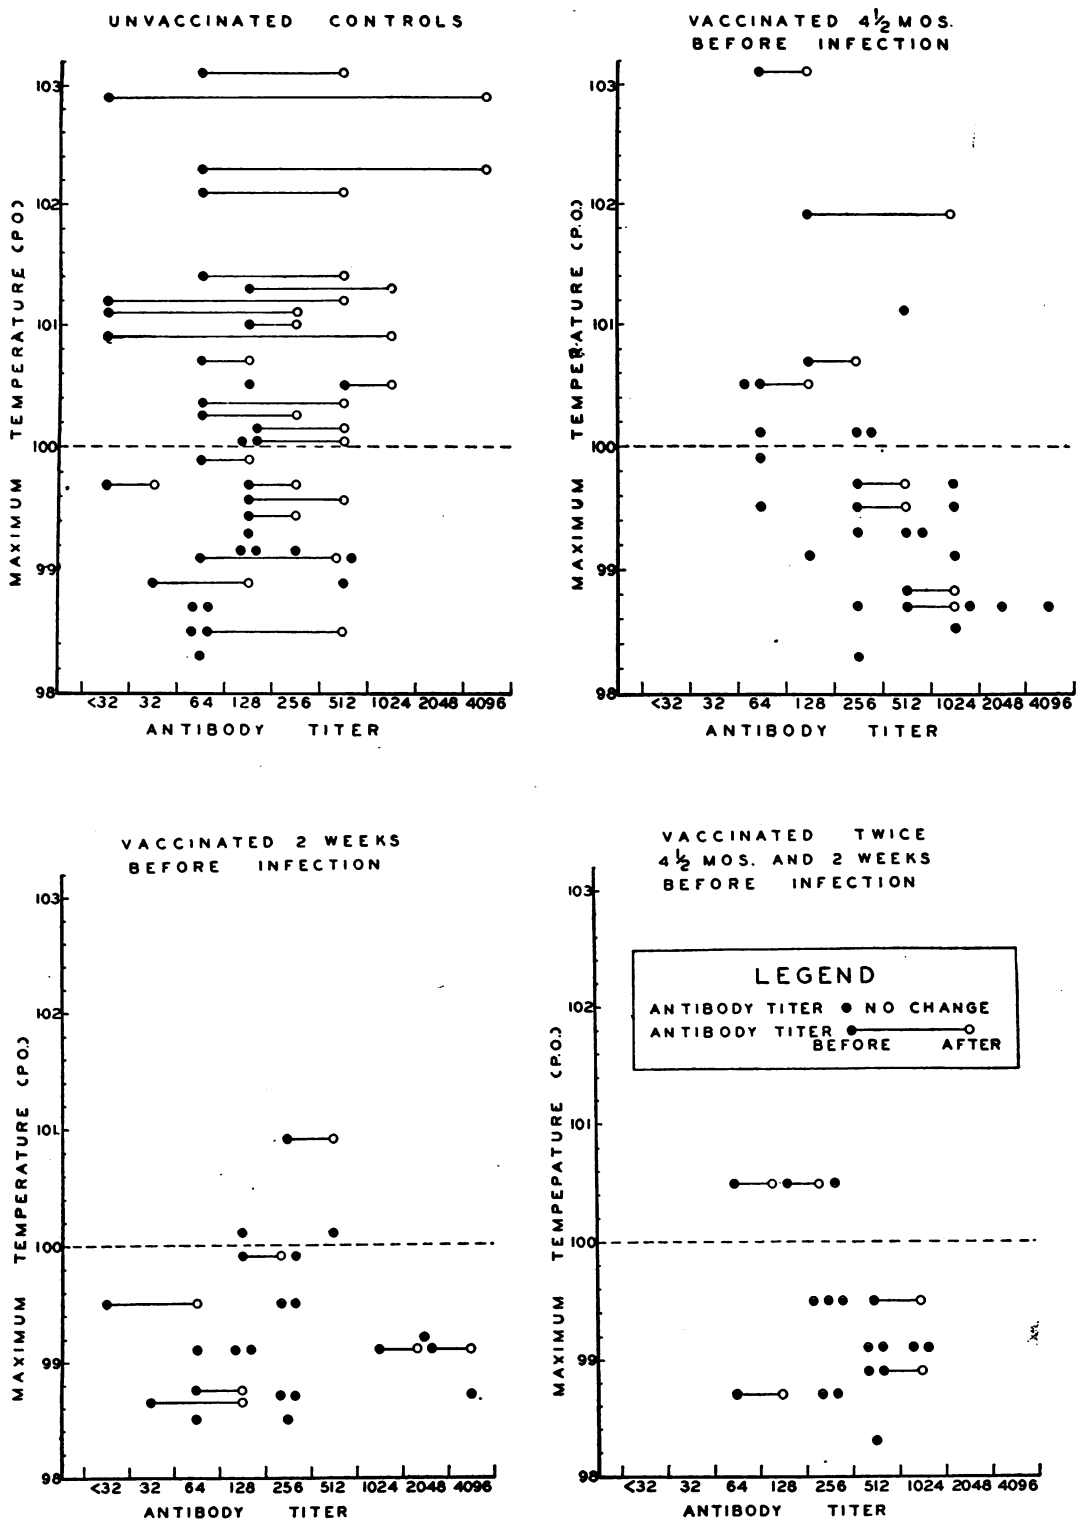 UNVACCINATED CONTROLS
MAXIMUM TEMPERATURE (P.O.)
103
102
101
100
99
98
<32 32 64 128 256 512 1024 2048 4096
ANTIBODY TITER
VACCINATED 4½ MOS.
BEFORE INFECTION
MAXIMUM TEMPERATURE (P.O.)
103
102
101
100
99
98
<32 32 64 128 256 512 1024 2048 4096
ANTIBODY TITER
VACCINATED 2 WEEKS
BEFORE INFECTION
MAXIMUM TEMPERATURE (P.O.)
103
102
101
100
99
98
<32 32 64 128 256 512 1024 2048 4096
ANTIBODY TITER
VACCINATED TWICE
4½ MOS. AND 2 WEEKS
BEFORE INFECTION
MAXIMUM TEMPEPATURE (P.O.)
103
102
101
100
99
98
LEGEND
ANTIBODY TITER NO CHANGE
ANTIBODY TITER
BEFORE AFTER
<32 32 64 128 256 512 1024 2048 4096
ANTIBODY TITER